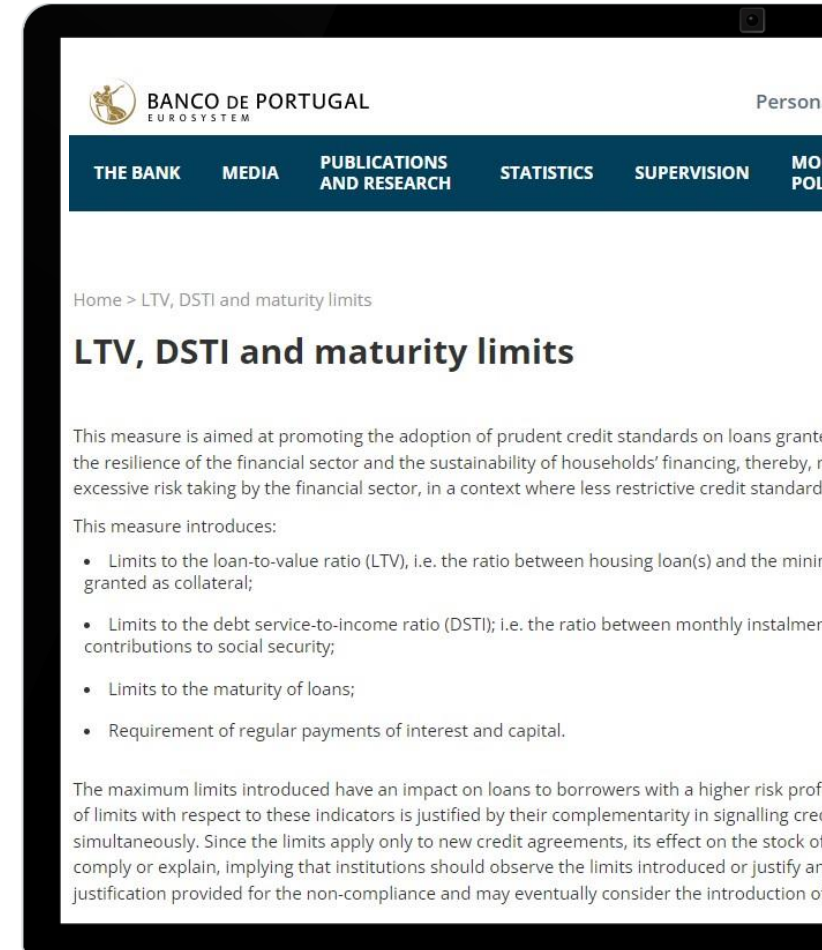 BANCO DE PORTUGAL
EUROSYSTEM
THE BANK
MEDIA
PUBLICATIONS
AND RESEARCH
STATISTICS
SUPERVISION
Home > LTV, DSTI and maturity limits
LTV, DSTI and maturity limits
This measure is aimed at promoting the adoption of prudent credit standards on loans
the resilience of the financial sector and the sustainability of households' financing, thereby,
excessive risk taking by the financial sector, in a context where less restrictive credit
This measure introduces:
• Limits to the loan-to-value ratio (LTV), i.e. the ratio between housing loan(s) and the
granted as collateral;
• Limits to the debt service-to-income ratio (DSTI); i.e. the ratio between monthly
contributions to social security;
• Limits to the maturity of loans;
• Requirement of regular payments of interest and capital.
The maximum limits introduced have an impact on loans to borrowers with a higher risk
of limits with respect to these indicators is justified by their complementarity in signalling
simultaneously. Since the limits apply only to new credit agreements, its effect on the stock
comply or explain, implying that institutions should observe the limits introduced or justify
justification provided for the non-compliance and may eventually consider the introduction